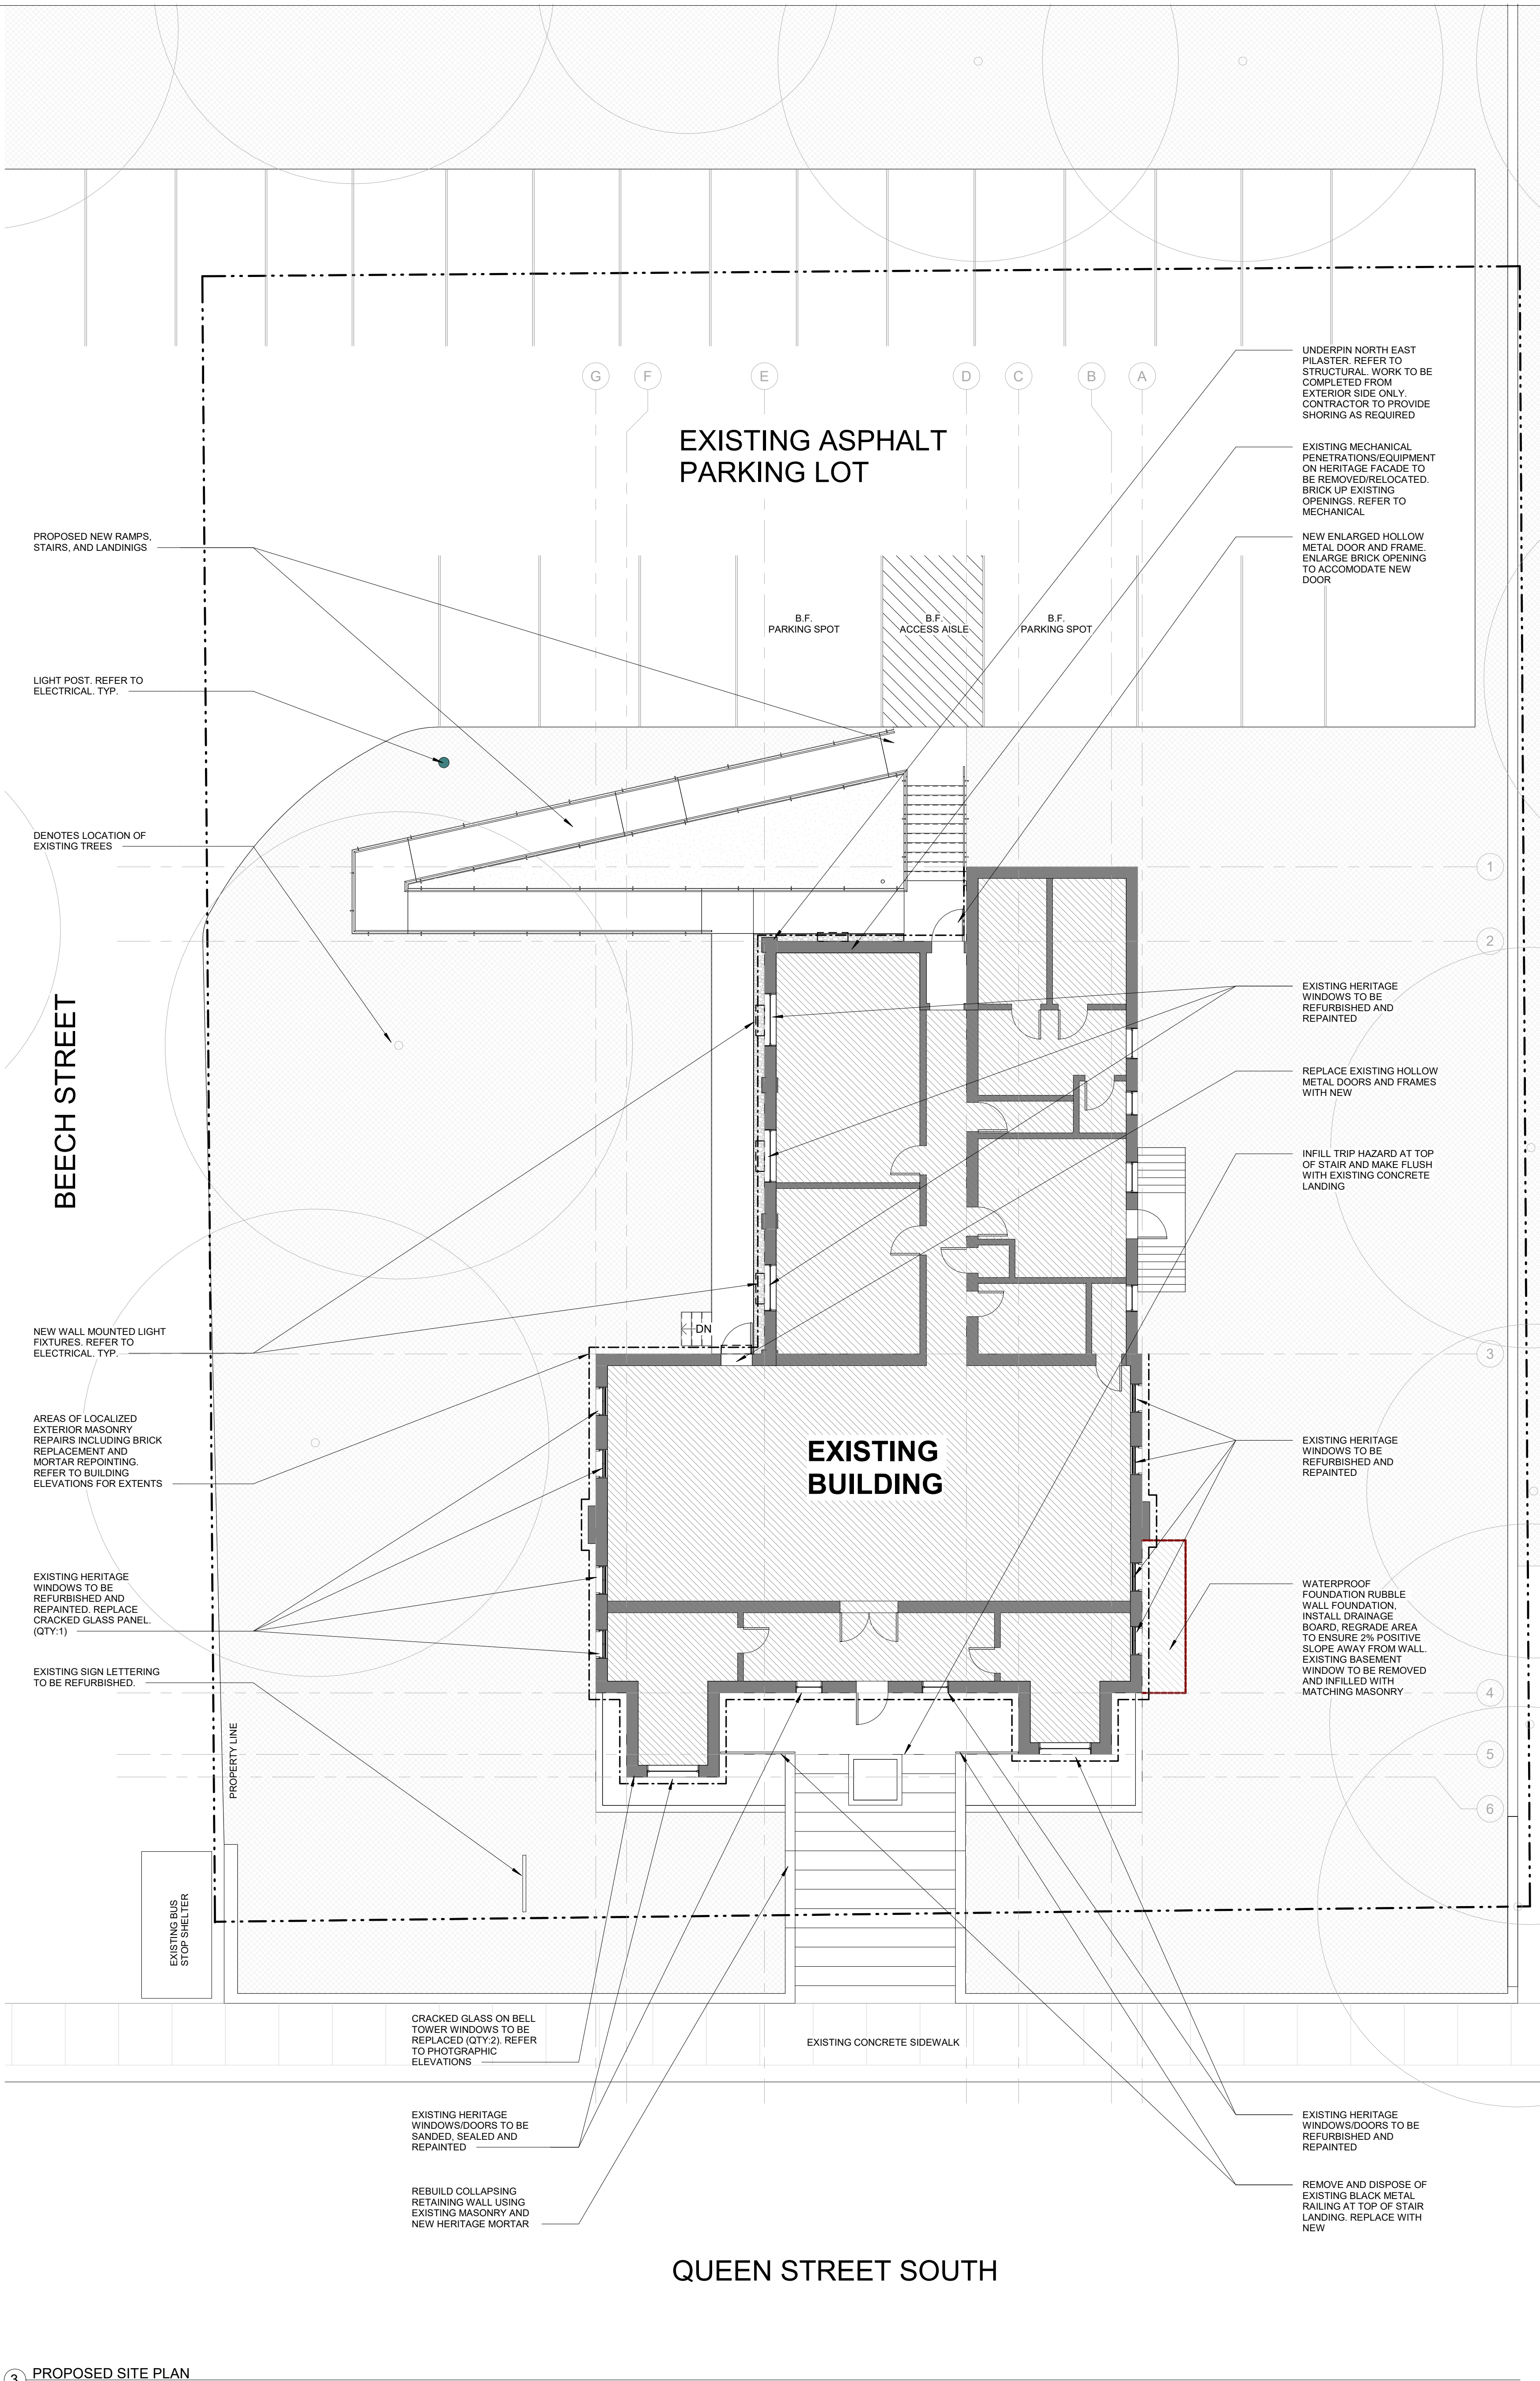 G
F
E
D
C
B
A
UNDERPIN NORTH EAST
PILASTER. REFER TO
STRUCTURAL. WORK TO BE
COMPLETED FROM
EXTERIOR SIDE ONLY.
CONTRACTOR TO PROVIDE
SHORING AS REQUIRED
EXISTING ASPHALT
PARKING LOT
EXISTING MECHANICAL
PENETRATIONS/EQUIPMENT
ON HERITAGE FACADE TO
BE REMOVED/RELOCATED.
BRICK UP EXISTING
OPENINGS. REFER TO
MECHANICAL
PROPOSED NEW RAMPS,
STAIRS, AND LANDINIGS
NEW ENLARGED HOLLOW
METAL DOOR AND FRAME.
ENLARGE BRICK OPENING
TO ACCOMODATE NEW
DOOR
B.F.
PARKING SPOT
B.F.
ACCESS AISLE
B.F.
PARKING SPOT
LIGHT POST. REFER TO
ELECTRICAL. TYP.
DENOTES LOCATION OF
EXISTING TREES
1
2
BEECH STREET
EXISTING HERITAGE
WINDOWS TO BE
REFURBISHED AND
REPAINTED
REPLACE EXISTING HOLLOW
METAL DOORS AND FRAMES
WITH NEW
INFILL TRIP HAZARD AT TOP
OF STAIR AND MAKE FLUSH
WITH EXISTING CONCRETE
LANDING
DN
NEW WALL MOUNTED LIGHT
FIXTURES. REFER TO
ELECTRICAL. TYP.
3
AREAS OF LOCALIZED
EXTERIOR MASONRY
REPAIRS INCLUDING BRICK
REPLACEMENT AND
MORTAR REPOINTING.
REFER TO BUILDING
ELEVATIONS FOR EXTENTS
EXISTING
BUILDING
EXISTING HERITAGE
WINDOWS TO BE
REFURBISHED AND
REPAINTED
EXISTING HERITAGE
WINDOWS TO BE
REFURBISHED AND
REPAINTED. REPLACE
CRACKED GLASS PANEL.
(QTY:1)
WATERPROOF
FOUNDATION RUBBLE
WALL FOUNDATION,
INSTALL DRAINAGE
BOARD, REGRADE AREA
TO ENSURE 2% POSITIVE
SLOPE AWAY FROM WALL.
EXISTING BASEMENT
WINDOW TO BE REMOVED
AND INFILLED WITH
MATCHING MASONRY
EXISTING SIGN LETTERING
TO BE REFURBISHED.
4
PROPERTY LINE
5
6
EXISTING BUS
STOP SHELTER
CRACKED GLASS ON BELL
TOWER WINDOWS TO BE
REPLACED (QTY:2). REFER
TO PHOTGRAPHIC
ELEVATIONS
EXISTING CONCRETE SIDEWALK
EXISTING HERITAGE
WINDOWS/DOORS TO BE
SANDED, SEALED AND
REPAINTED
EXISTING HERITAGE
WINDOWS/DOORS TO BE
REFURBISHED AND
REPAINTED
REBUILD COLLAPSING
RETAINING WALL USING
EXISTING MASONRY AND
NEW HERITAGE MORTAR
REMOVE AND DISPOSE OF
EXISTING BLACK METAL
RAILING AT TOP OF STAIR
LANDING. REPLACE WITH
NEW
QUEEN STREET SOUTH
3 PROPOSED SITE PLAN